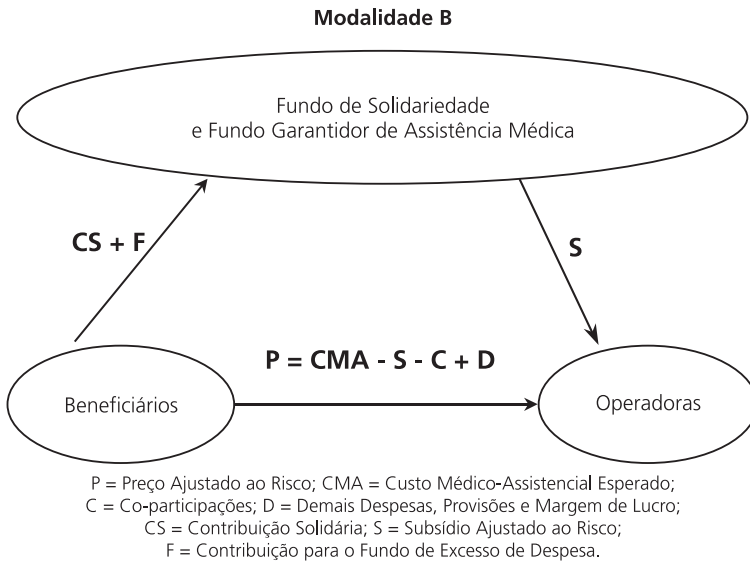 Modalidade B
Fundo de Solidariedade
e Fundo Garantidor de Assistência Médica
CS + F
S
P = CMA - S - C + D
Beneficiários
Operadoras
P = Preço Ajustado ao Risco; CMA = Custo Médico-Assistencial Esperado;
C = Co-participações; D = Demais Despesas, Provisões e Margem de Lucro;
CS = Contribuição Solidária; S = Subsídio Ajustado ao Risco;
F = Contribuição para o Fundo de Excesso de Despesa.